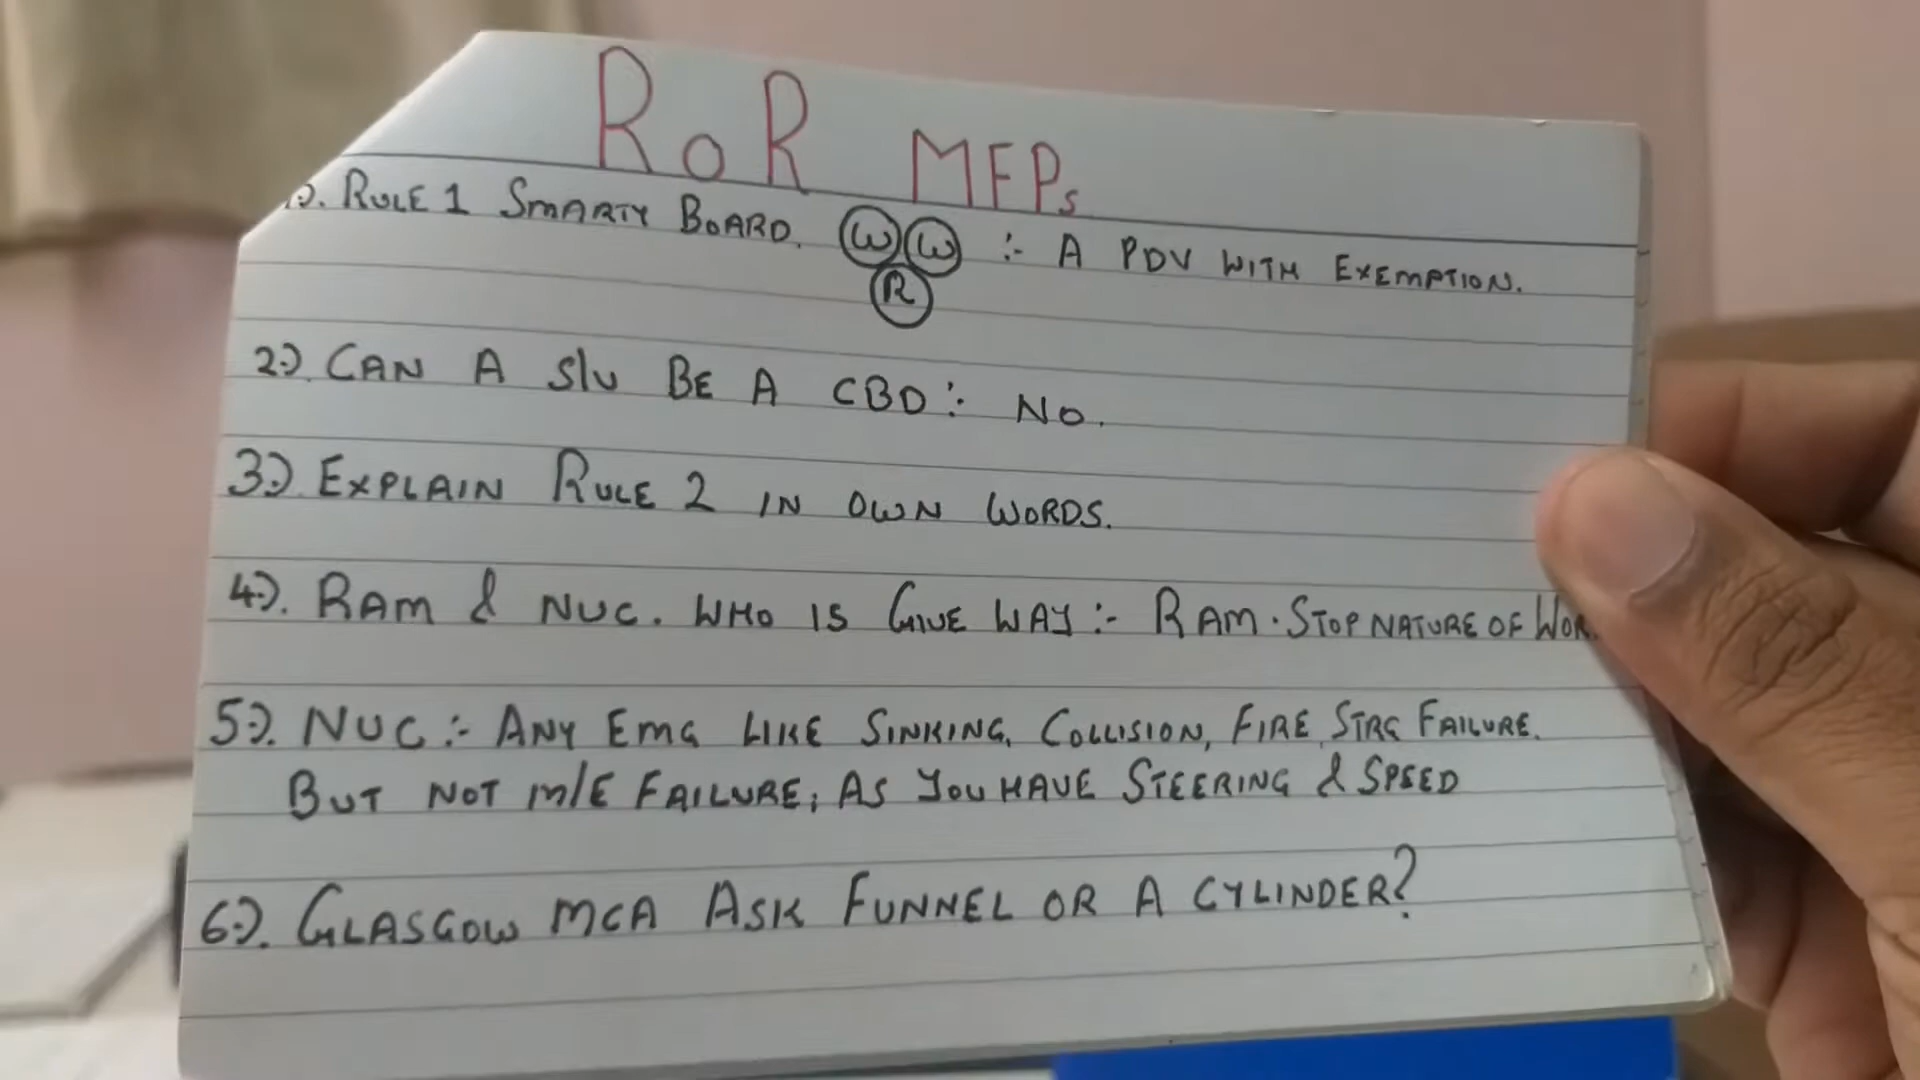 RoR MFPs
1). RULE 1 SMARTY BOARD. W W R :- A PDV WITH EXEMPTION.
2:). CAN A S/V BE A CBD :- NO.
3:). EXPLAIN RULE 2 IN OWN WORDS.
4:). RAM & NUC. WHO IS GIVE WAY :- RAM. STOP NATURE OF
5:). NUC :- ANY EMG LIKE SINKING, COLLISION, FIRE, STRG FAILURE.
BUT NOT M/E FAILURE, AS YOU HAVE STEERING & SPEED
6:). GLASGOW MCA ASK FUNNEL OR A CYLINDER?